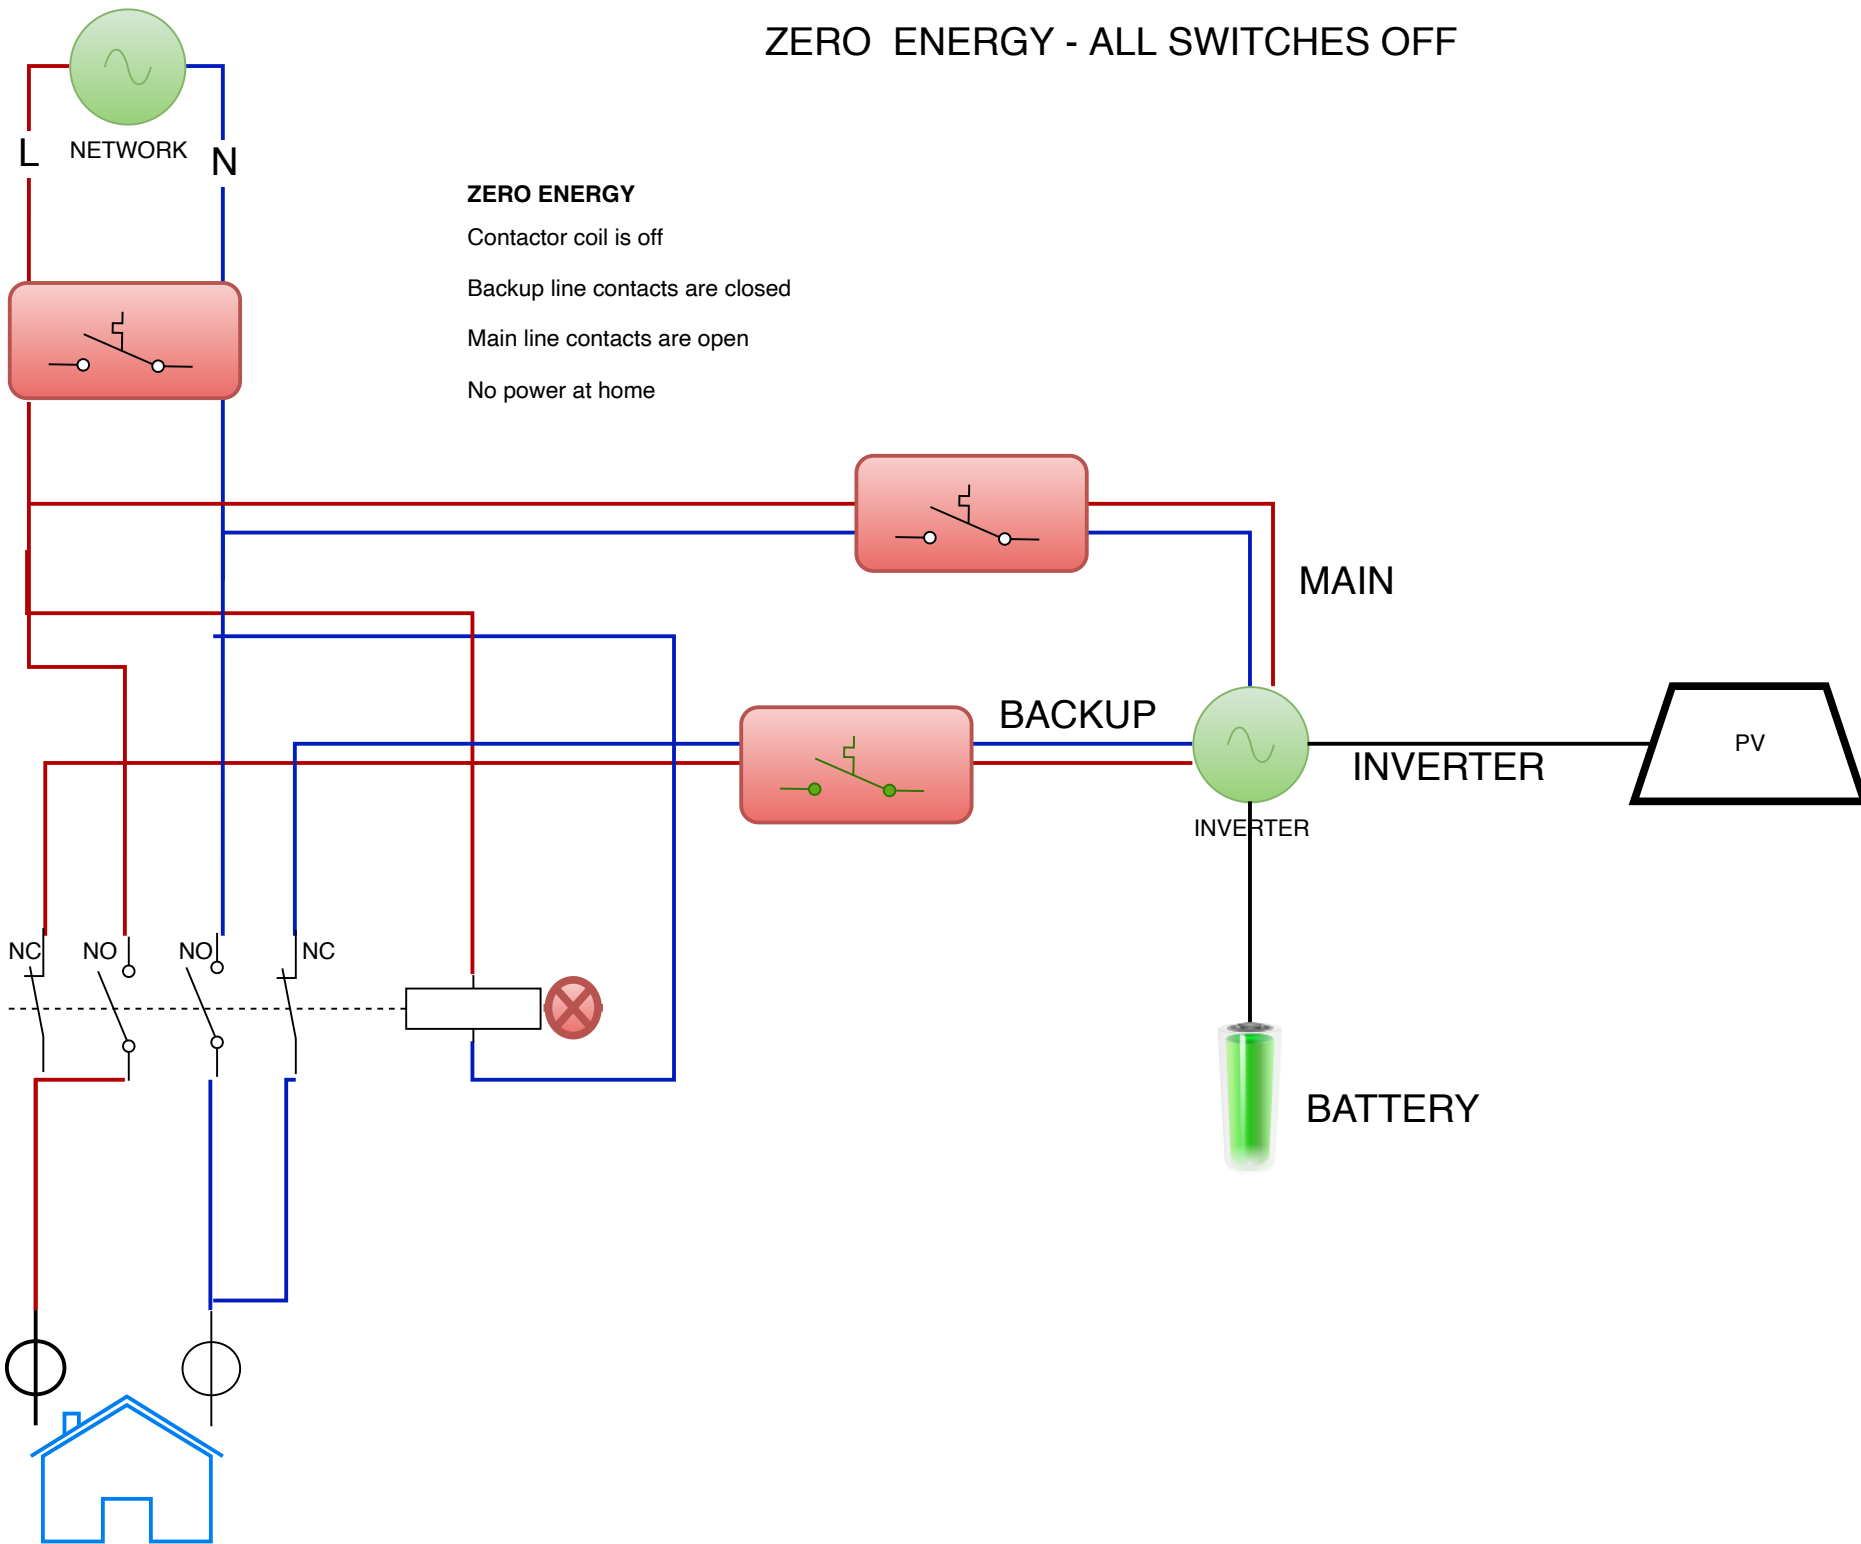 ZERO  ENERGY - ALL SWITCHES OFF
L
NETWORK
N
ZERO ENERGY
Contactor coil is off
Backup line contacts are closed
Main line contacts are open
No power at home
MAIN
BACKUP
PV
INVERTER
INVERTER
NC
NO
NO
NC
BATTERY